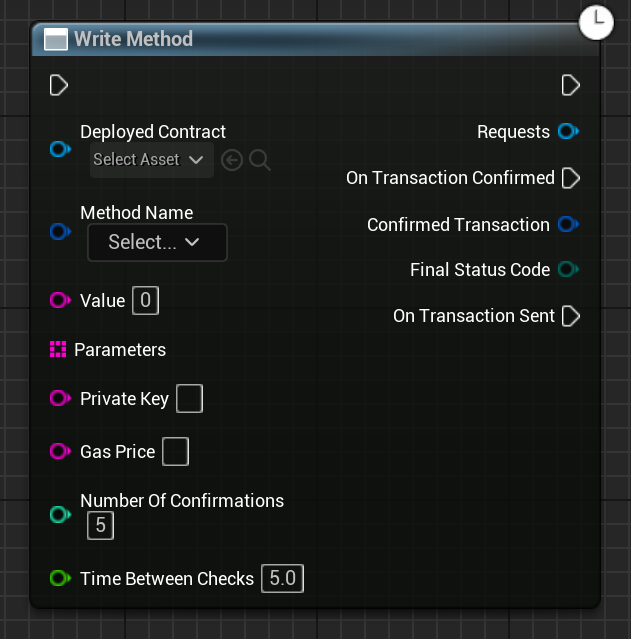 Write Method
Deployed Contract
Select Asset
Requests
On Transaction Confirmed
Method Name
Select...
Confirmed Transaction
Final Status Code
Value 0
On Transaction Sent
Parameters
Private Key
Gas Price
Number Of Confirmations
5
Time Between Checks 5.0